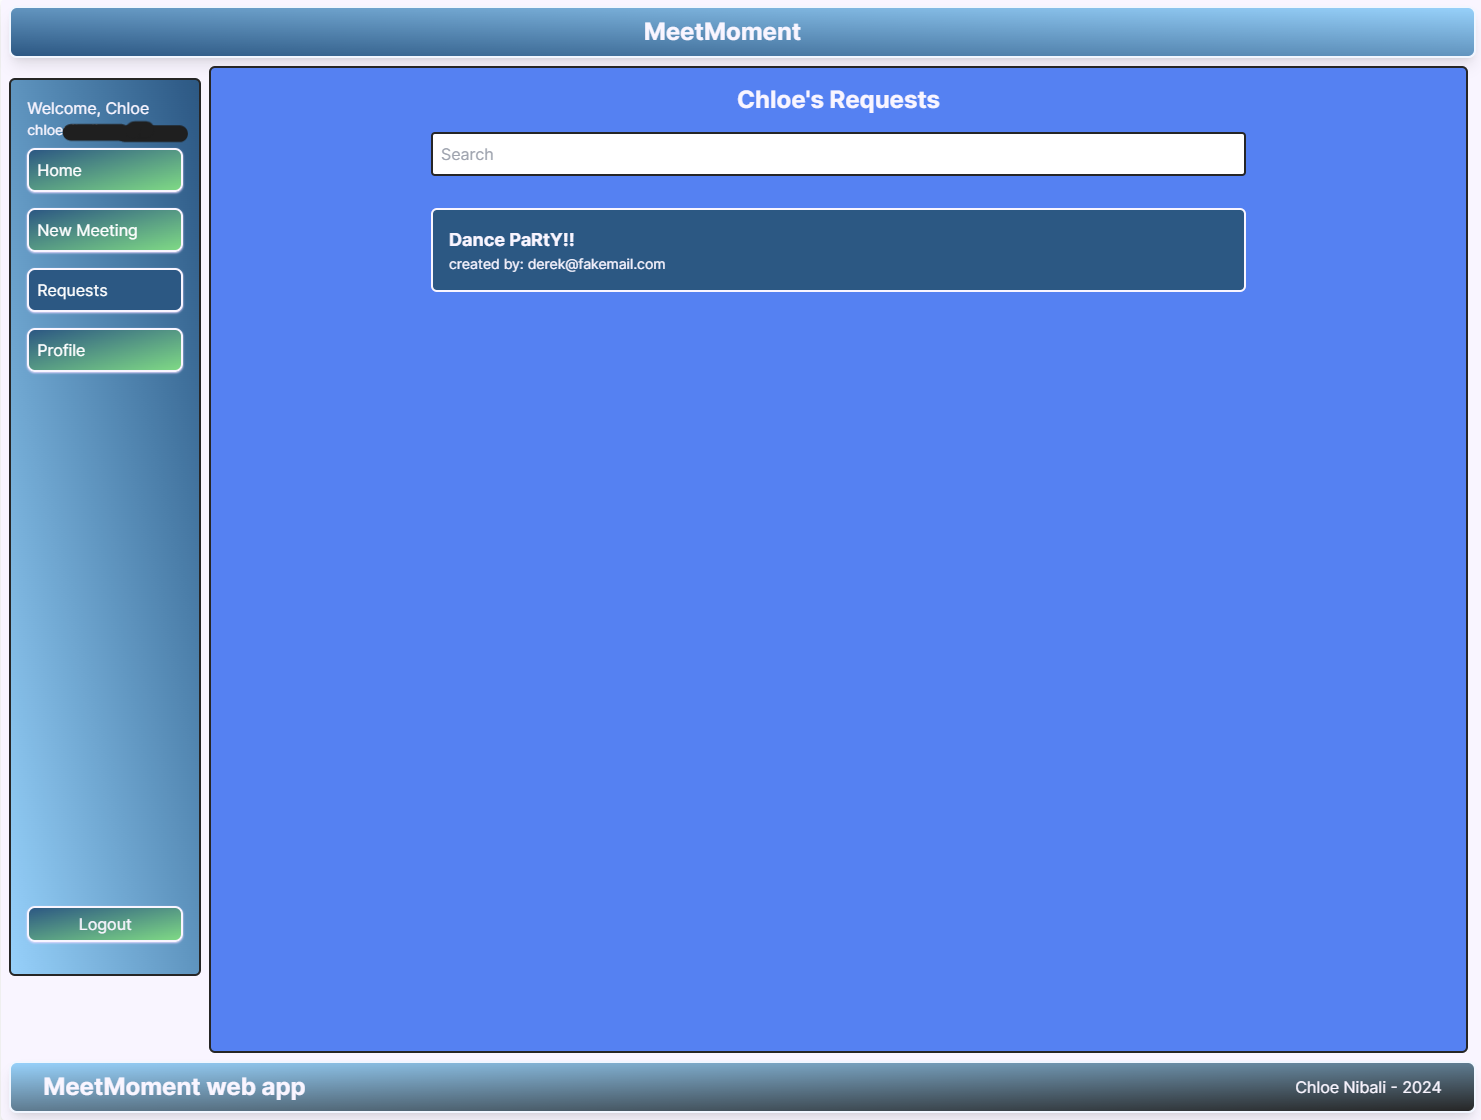 MeetMoment
Welcome, Chloe
chloe
Home
New Meeting
Requests
Profile
Logout
Chloe's Requests
Search
Dance PaRtY!!
created by: derek@fakemail.com
MeetMoment web app
Chloe Nibali - 2024